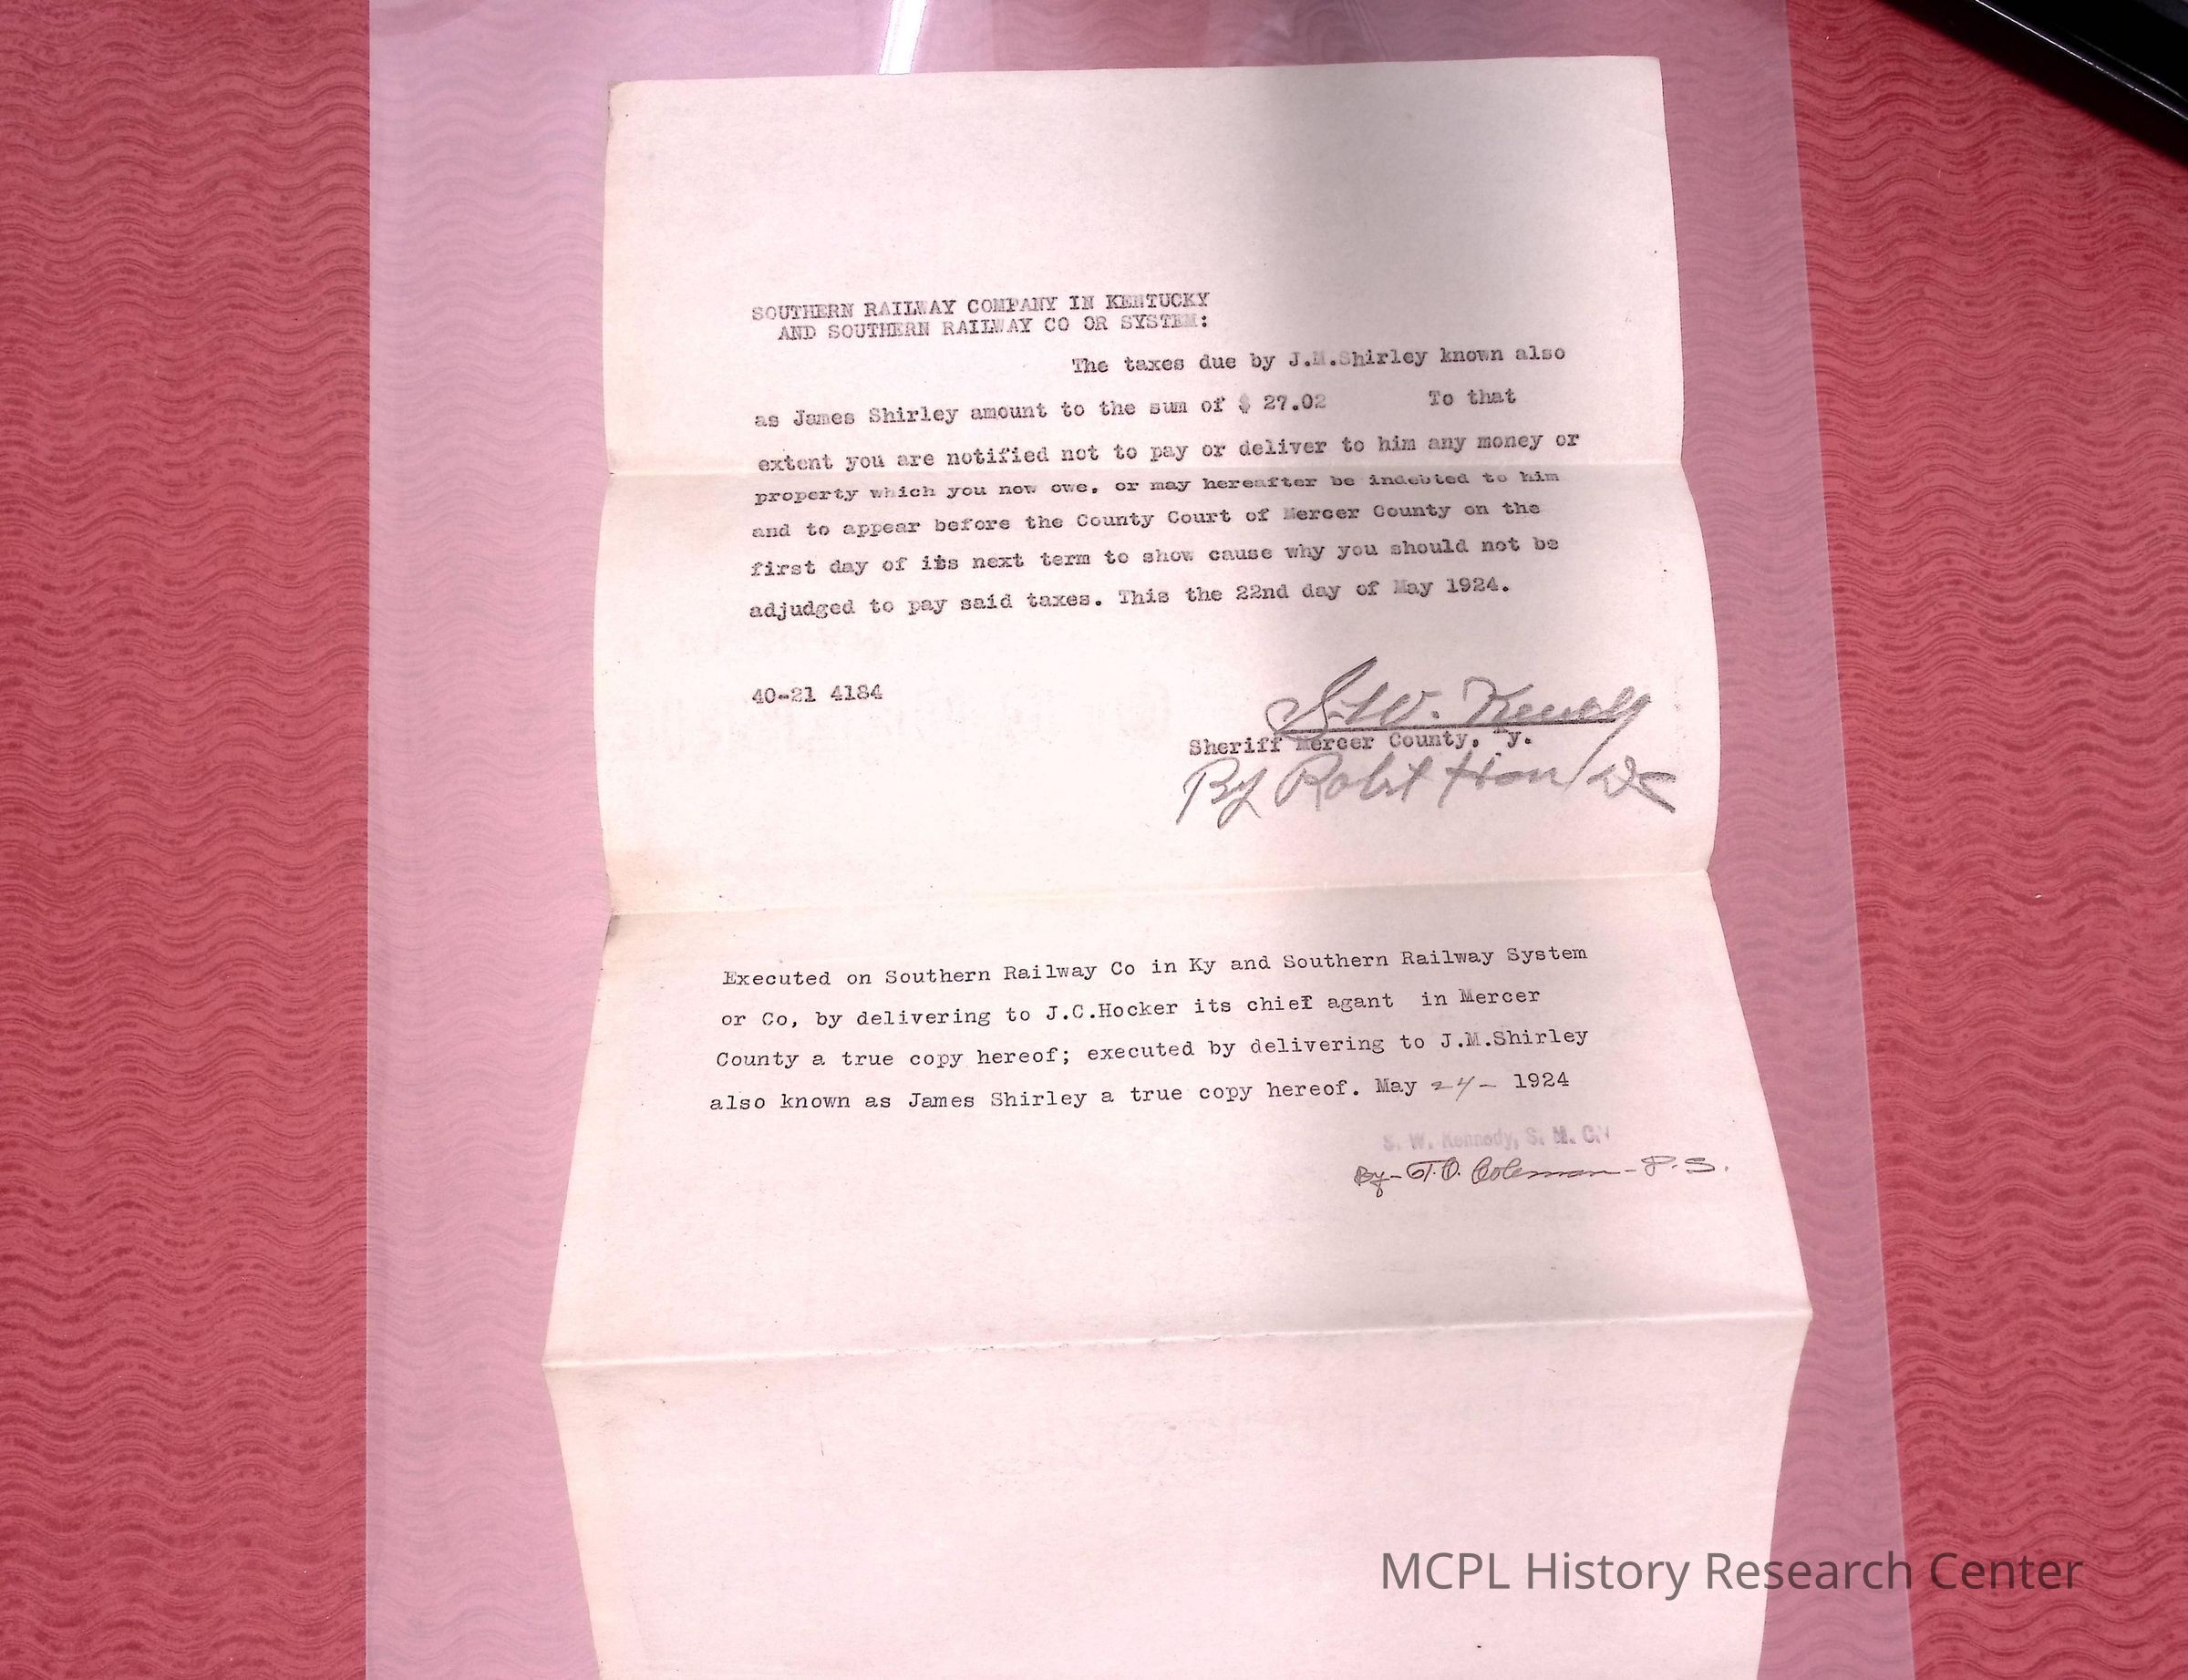 SOUTHERN RAILWAY COMPANY IN KENTUCKY
AND SOUTHERN RAILWAY CO OR SYSTEM:
The taxes due by J.M.Shirley known also
as James Shirley amount to the sum of $ 27.02 To that
extent you are notified not to pay or deliver to him any money or
property which you now owe, or may hereafter be indebted to him
and to appear before the County Court of Mercer County on the
first day of its next term to show cause why you should not be
adjudged to pay said taxes. This the 22nd day of May 1924.
40-21 4184
S.W. Kennedy
Sheriff Mercer County, y.
By Robt
Executed on Southern Railway Co in Ky and Southern Railway System
or Co, by delivering to J.C.Hocker its chief agant in Mercer
County a true copy hereof; executed by delivering to J.M.Shirley
also known as James Shirley a true copy hereof. May 24- 1924
S. W. Kennedy, S. M. C.
By- T.O. Coleman- P.S.
MCPL History Research Center